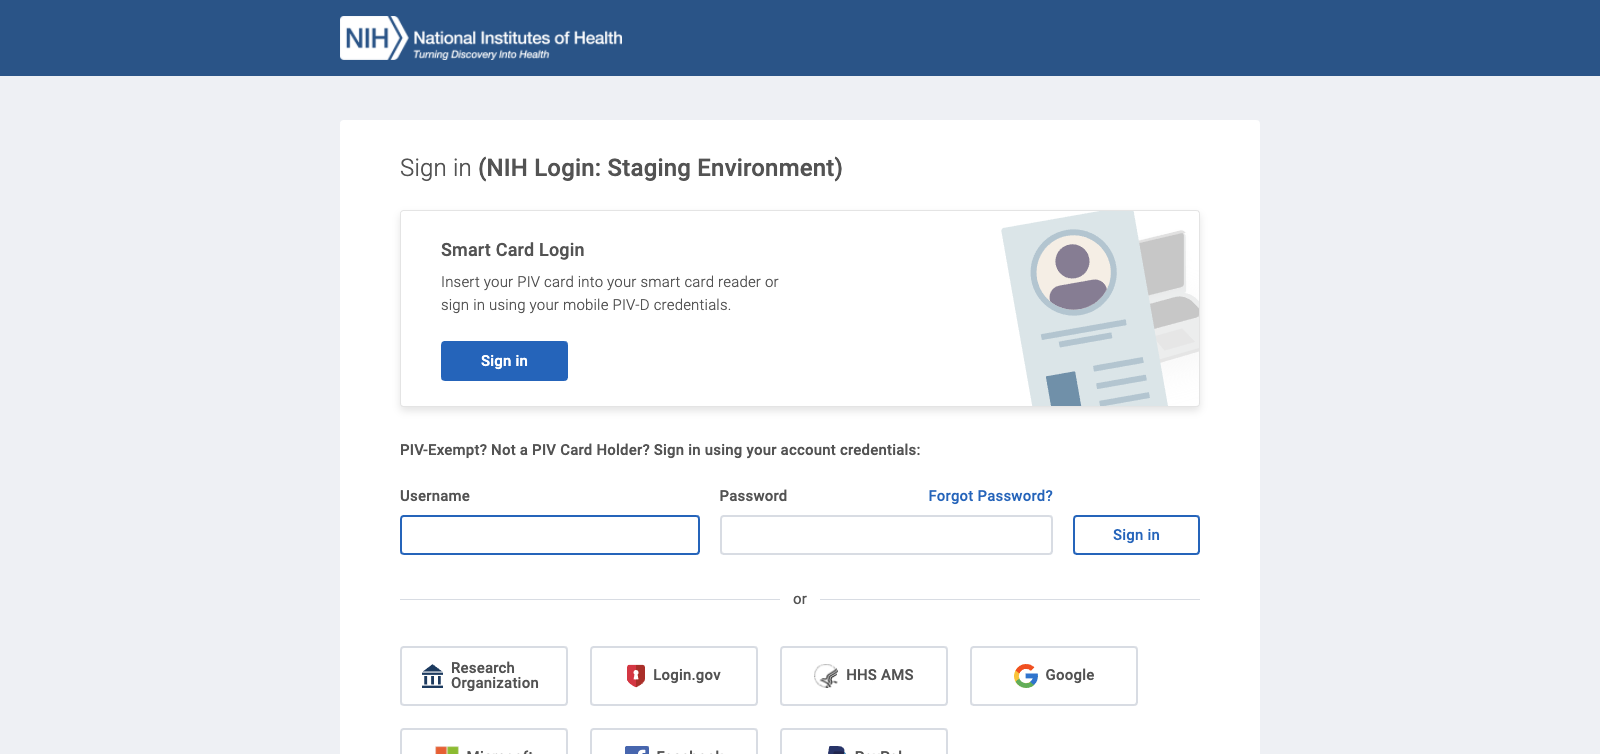 NIH National Institutes of Health
Turning Discovery Into Health
Sign in (NIH Login: Staging Environment)
Smart Card Login
Insert your PIV card into your smart card reader or
sign in using your mobile PIV-D credentials.
Sign in
PIV-Exempt? Not a PIV Card Holder? Sign in using your account credentials:
Username
Password
Forgot Password?
Sign in
or
Research
Organization
Login.gov
HHS AMS
Google
Microsoft
Facebook
PayPal